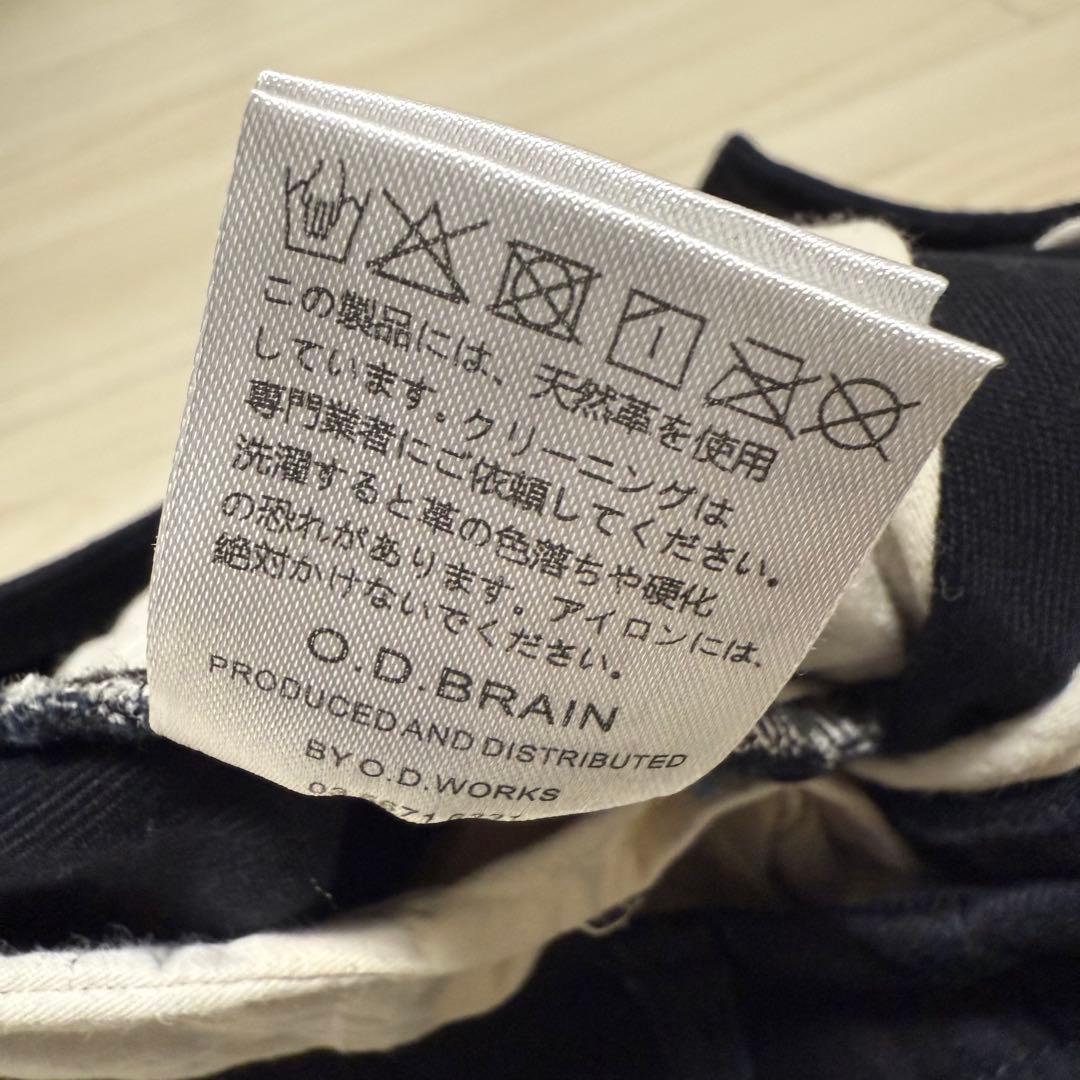 この製品には、天然革を使用
しています・クリーニングは
専門業者にご依頼してください。
洗濯すると革の色落ちや硬化
の恐れがあります・アイロンには、
絶対かけないでください。
O.D.BRAIN
PRODUCED AND DISTRIBUTED
BY O.D.WORKS